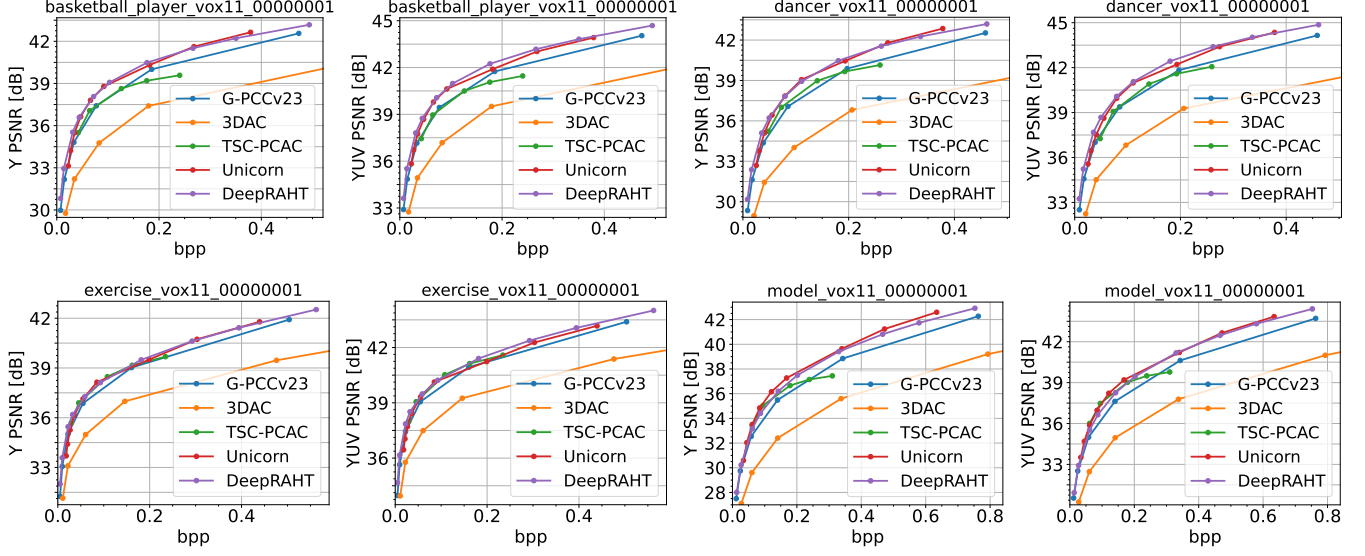 basketball_player_vox11_00000001
Y PSNR [dB]
42
39
36
33
30
0.0
0.2
0.4
bpp
G-PCCv23
3DAC
TSC-PCAC
Unicorn
DeepRAHT
basketball_player_vox11_00000001
YUV PSNR [dB]
45
42
39
36
33
0.0
0.2
0.4
bpp
G-PCCv23
3DAC
TSC-PCAC
Unicorn
DeepRAHT
dancer_vox11_00000001
Y PSNR [dB]
42
39
36
33
30
0.0
0.2
0.4
bpp
G-PCCv23
3DAC
TSC-PCAC
Unicorn
DeepRAHT
dancer_vox11_00000001
YUV PSNR [dB]
45
42
39
36
33
0.0
0.2
0.4
bpp
G-PCCv23
3DAC
TSC-PCAC
Unicorn
DeepRAHT
exercise_vox11_00000001
Y PSNR [dB]
42
39
36
33
0.0
0.2
0.4
bpp
G-PCCv23
3DAC
TSC-PCAC
Unicorn
DeepRAHT
exercise_vox11_00000001
YUV PSNR [dB]
42
39
36
0.0
0.2
0.4
bpp
G-PCCv23
3DAC
TSC-PCAC
Unicorn
DeepRAHT
model_vox11_00000001
Y PSNR [dB]
42
40
38
36
34
32
30
28
0.0
0.2
0.4
0.6
0.8
bpp
G-PCCv23
3DAC
TSC-PCAC
Unicorn
DeepRAHT
model_vox11_00000001
YUV PSNR [dB]
45
42
39
36
33
0.0
0.2
0.4
0.6
0.8
bpp
G-PCCv23
3DAC
TSC-PCAC
Unicorn
DeepRAHT